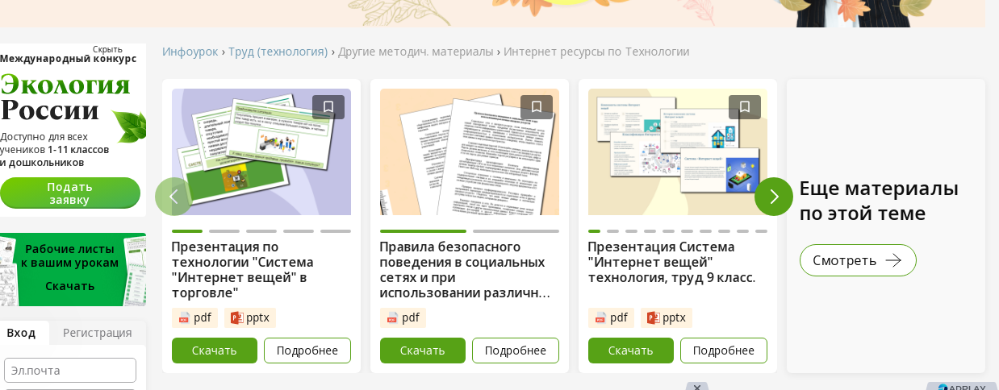 Скрыть
Международный конкурс
Экология
России
Доступно для всех
учеников 1-11 классов
и дошкольников
Подать
заявку
Рабочие листы
к вашим урокам
Скачать
Вход
Регистрация
Эл.почта
Инфоурок › Труд (технология) › Другие методич. материалы › Интернет ресурсы по Технологии
Презентация по
технологии "Система
"Интернет вещей" в
торговле"
pdf pptx
Скачать Подробнее
Правила безопасного
поведения в социальных
сетях и при
использовании различн...
pdf
Скачать Подробнее
Презентация Система
"Интернет вещей"
технология, труд 9 класс.
pdf pptx
Скачать Подробнее
Еще материалы
по этой теме
Смотреть
ADPLAY